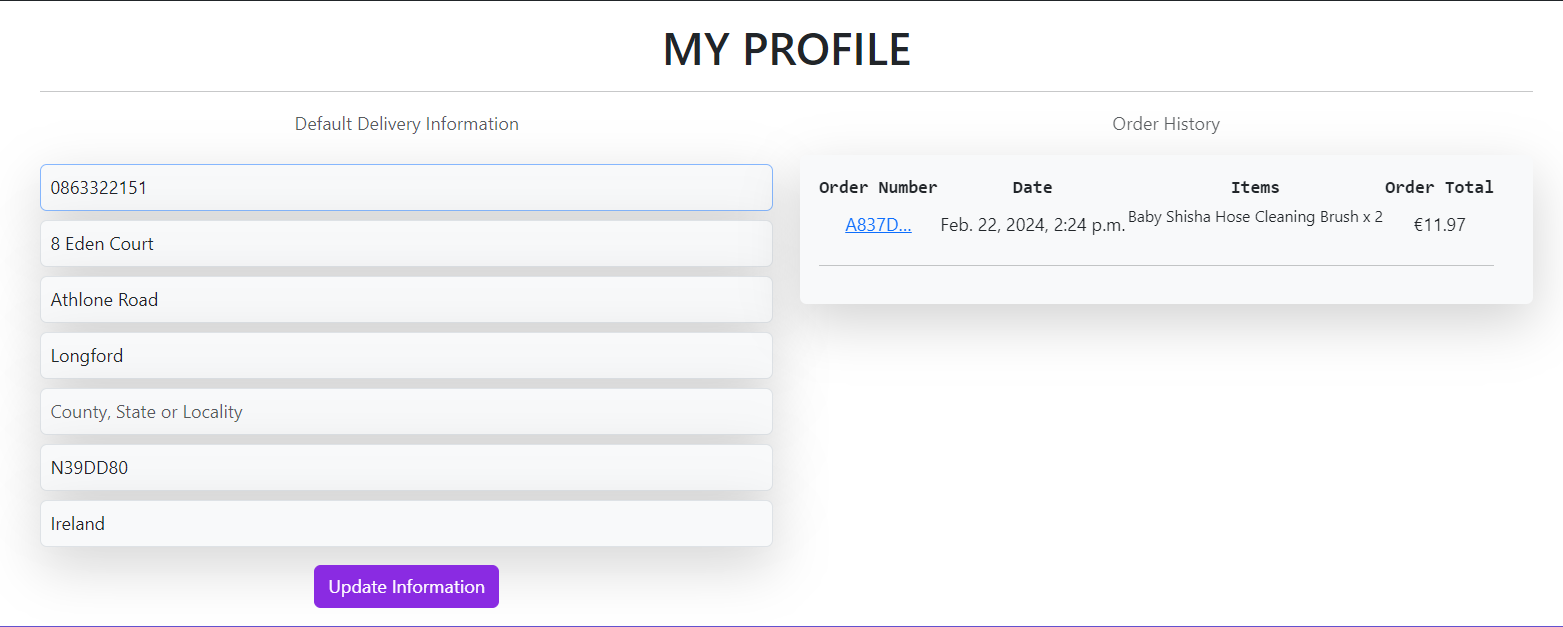 MY PROFILE
Default Delivery Information
0863322151
8 Eden Court
Athlone Road
Longford
County, State or Locality
N39DD80
Ireland
Update Information
Order History
Order Number Date Items Order Total
A837D... Feb. 22, 2024, 2:24 p.m. Baby Shisha Hose Cleaning Brush x 2 €11.97